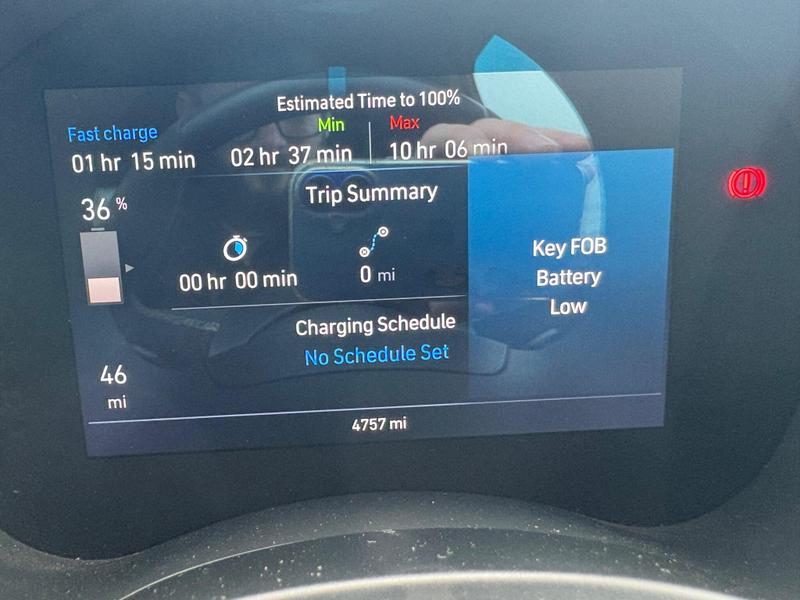 Estimated Time to 100%
Fast charge
Min
Max
01 hr 15 min
02 hr 37 min
10 hr 06 min
36 %
Trip Summary
00 hr 00 min
0 mi
Key FOB
Battery
Low
Charging Schedule
No Schedule Set
46
mi
4757 mi